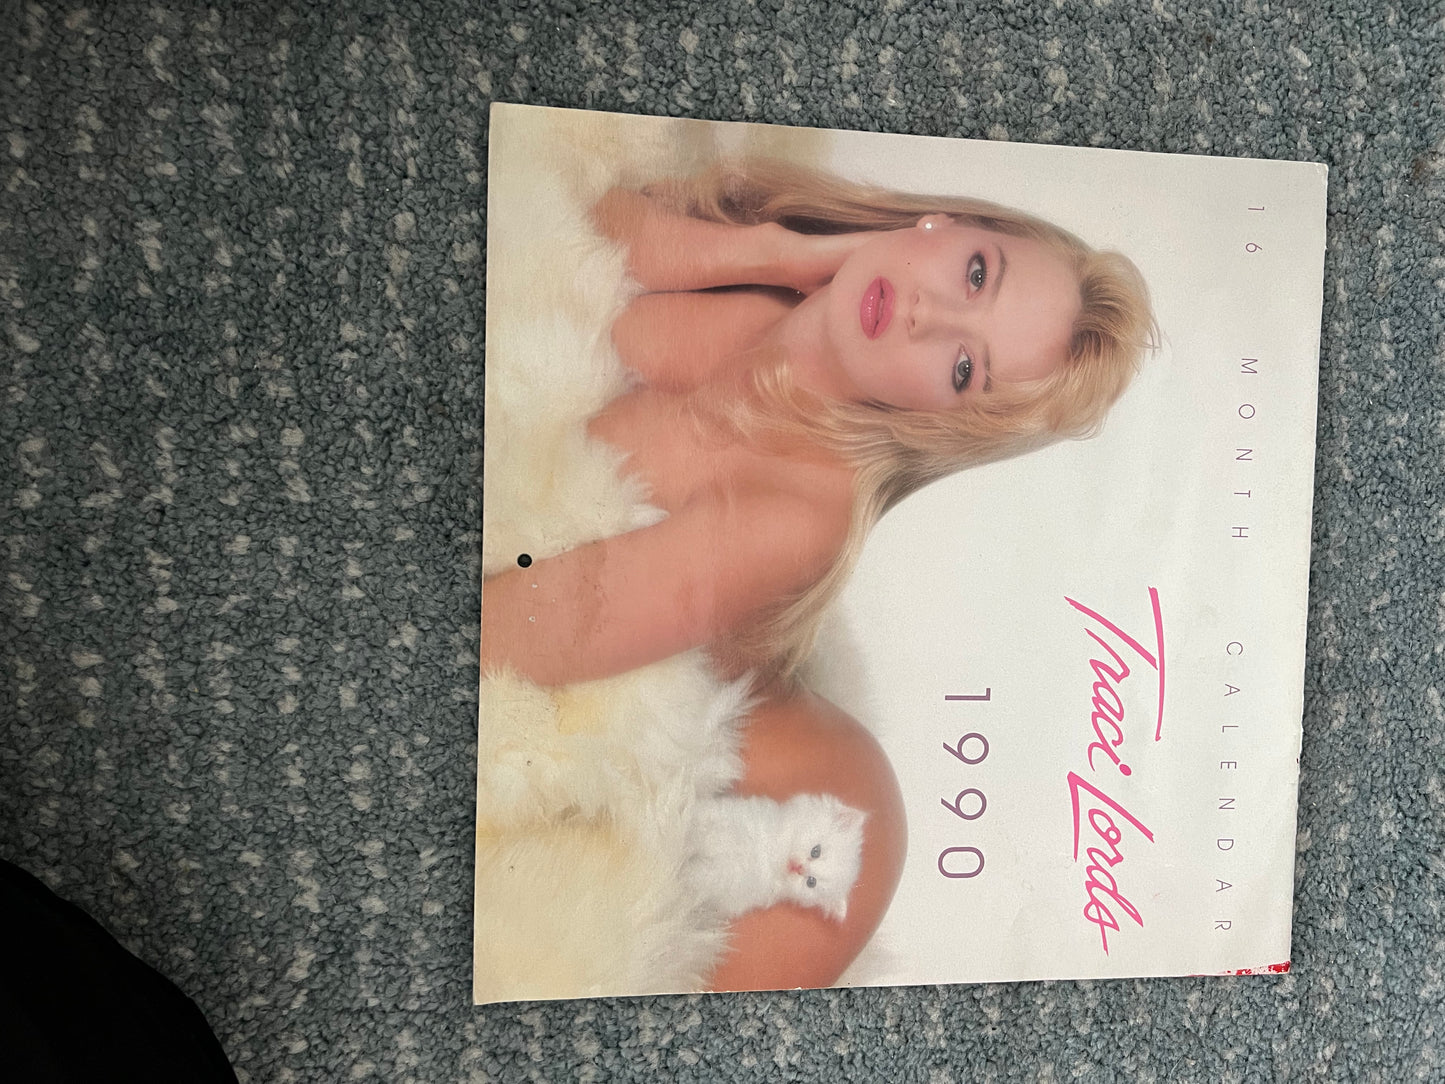 16 MONTH CALENDAR
Traci Lords
1990